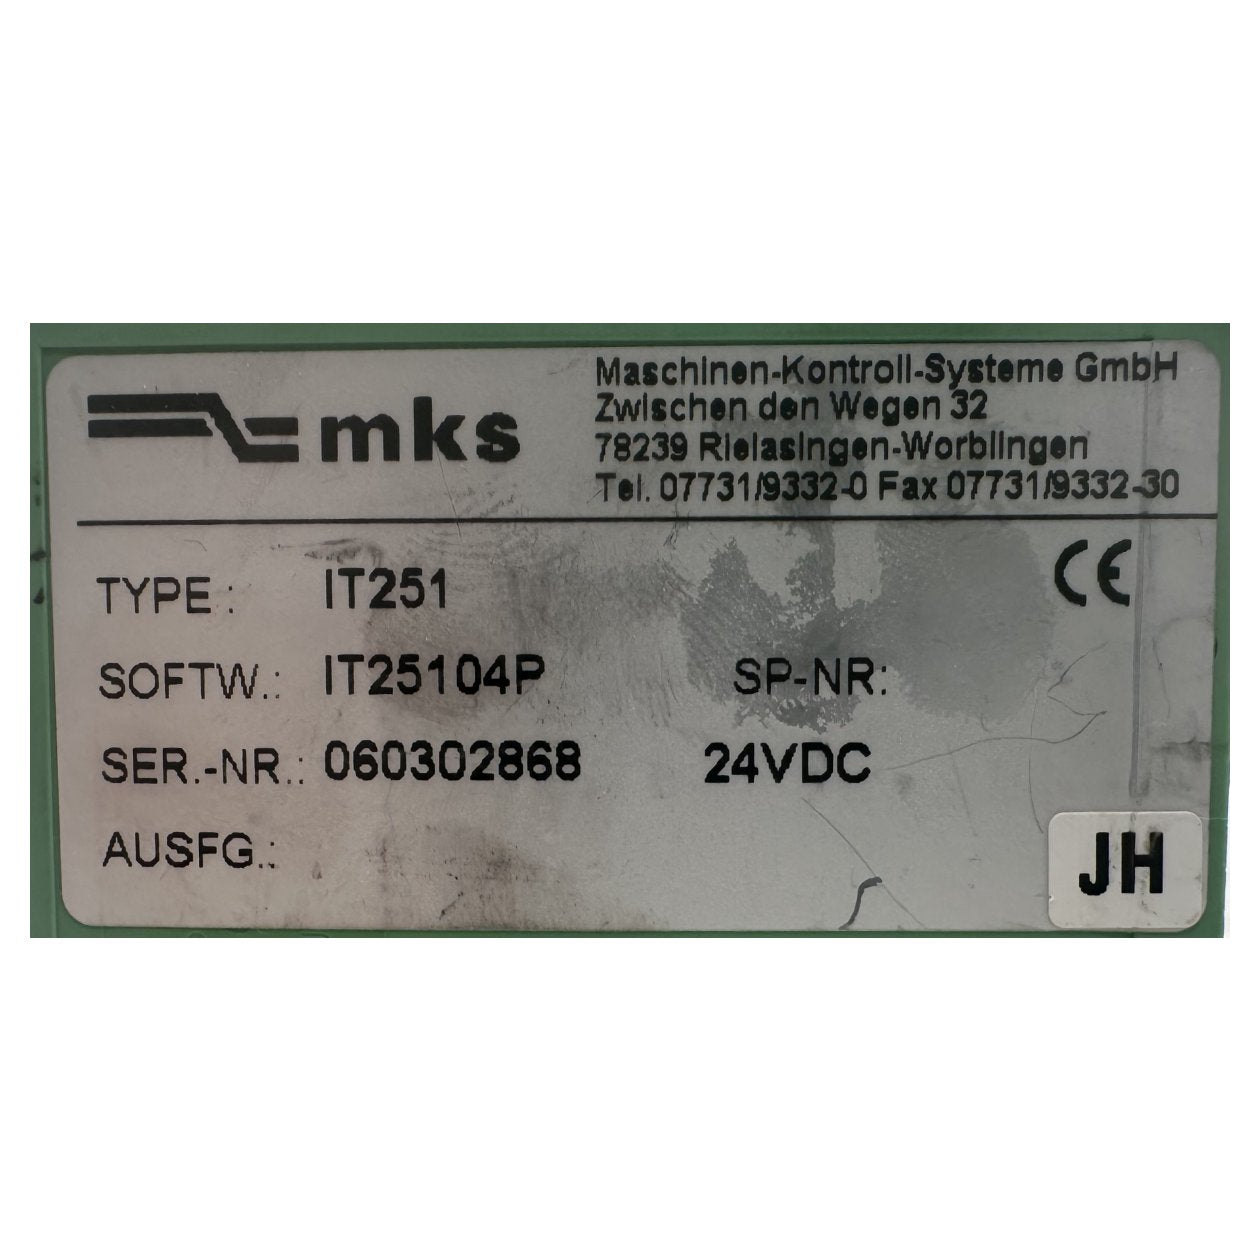 mks
Maschinen-Kontroll-Systeme GmbH
Zwischen den Wegen 32
78239 Rielasingen-Worblingen
Tel. 07731/9332-0 Fax 07731/9332-30
CE
TYPE: IT251
SOFTW.: IT25104P SP-NR:
SER.-NR.: 060302868 24VDC
AUSFG.:
JH